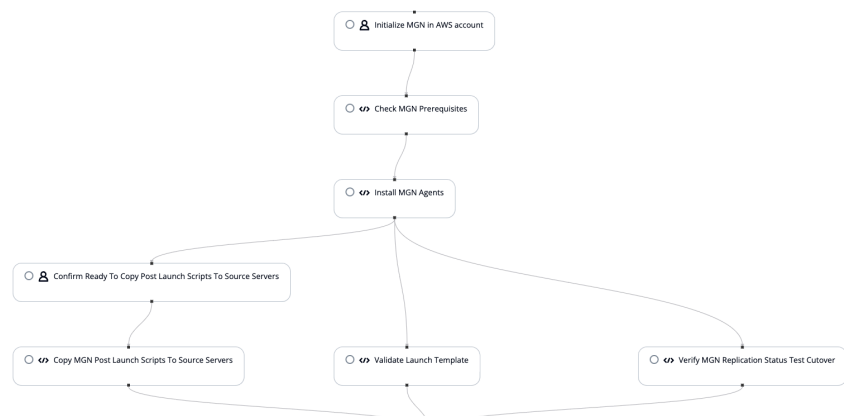 Initialize MGN in AWS account
Check MGN Prerequisites
Install MGN Agents
Confirm Ready To Copy Post Launch Scripts To Source Servers
Copy MGN Post Launch Scripts To Source Servers
Validate Launch Template
Verify MGN Replication Status Test Cutover